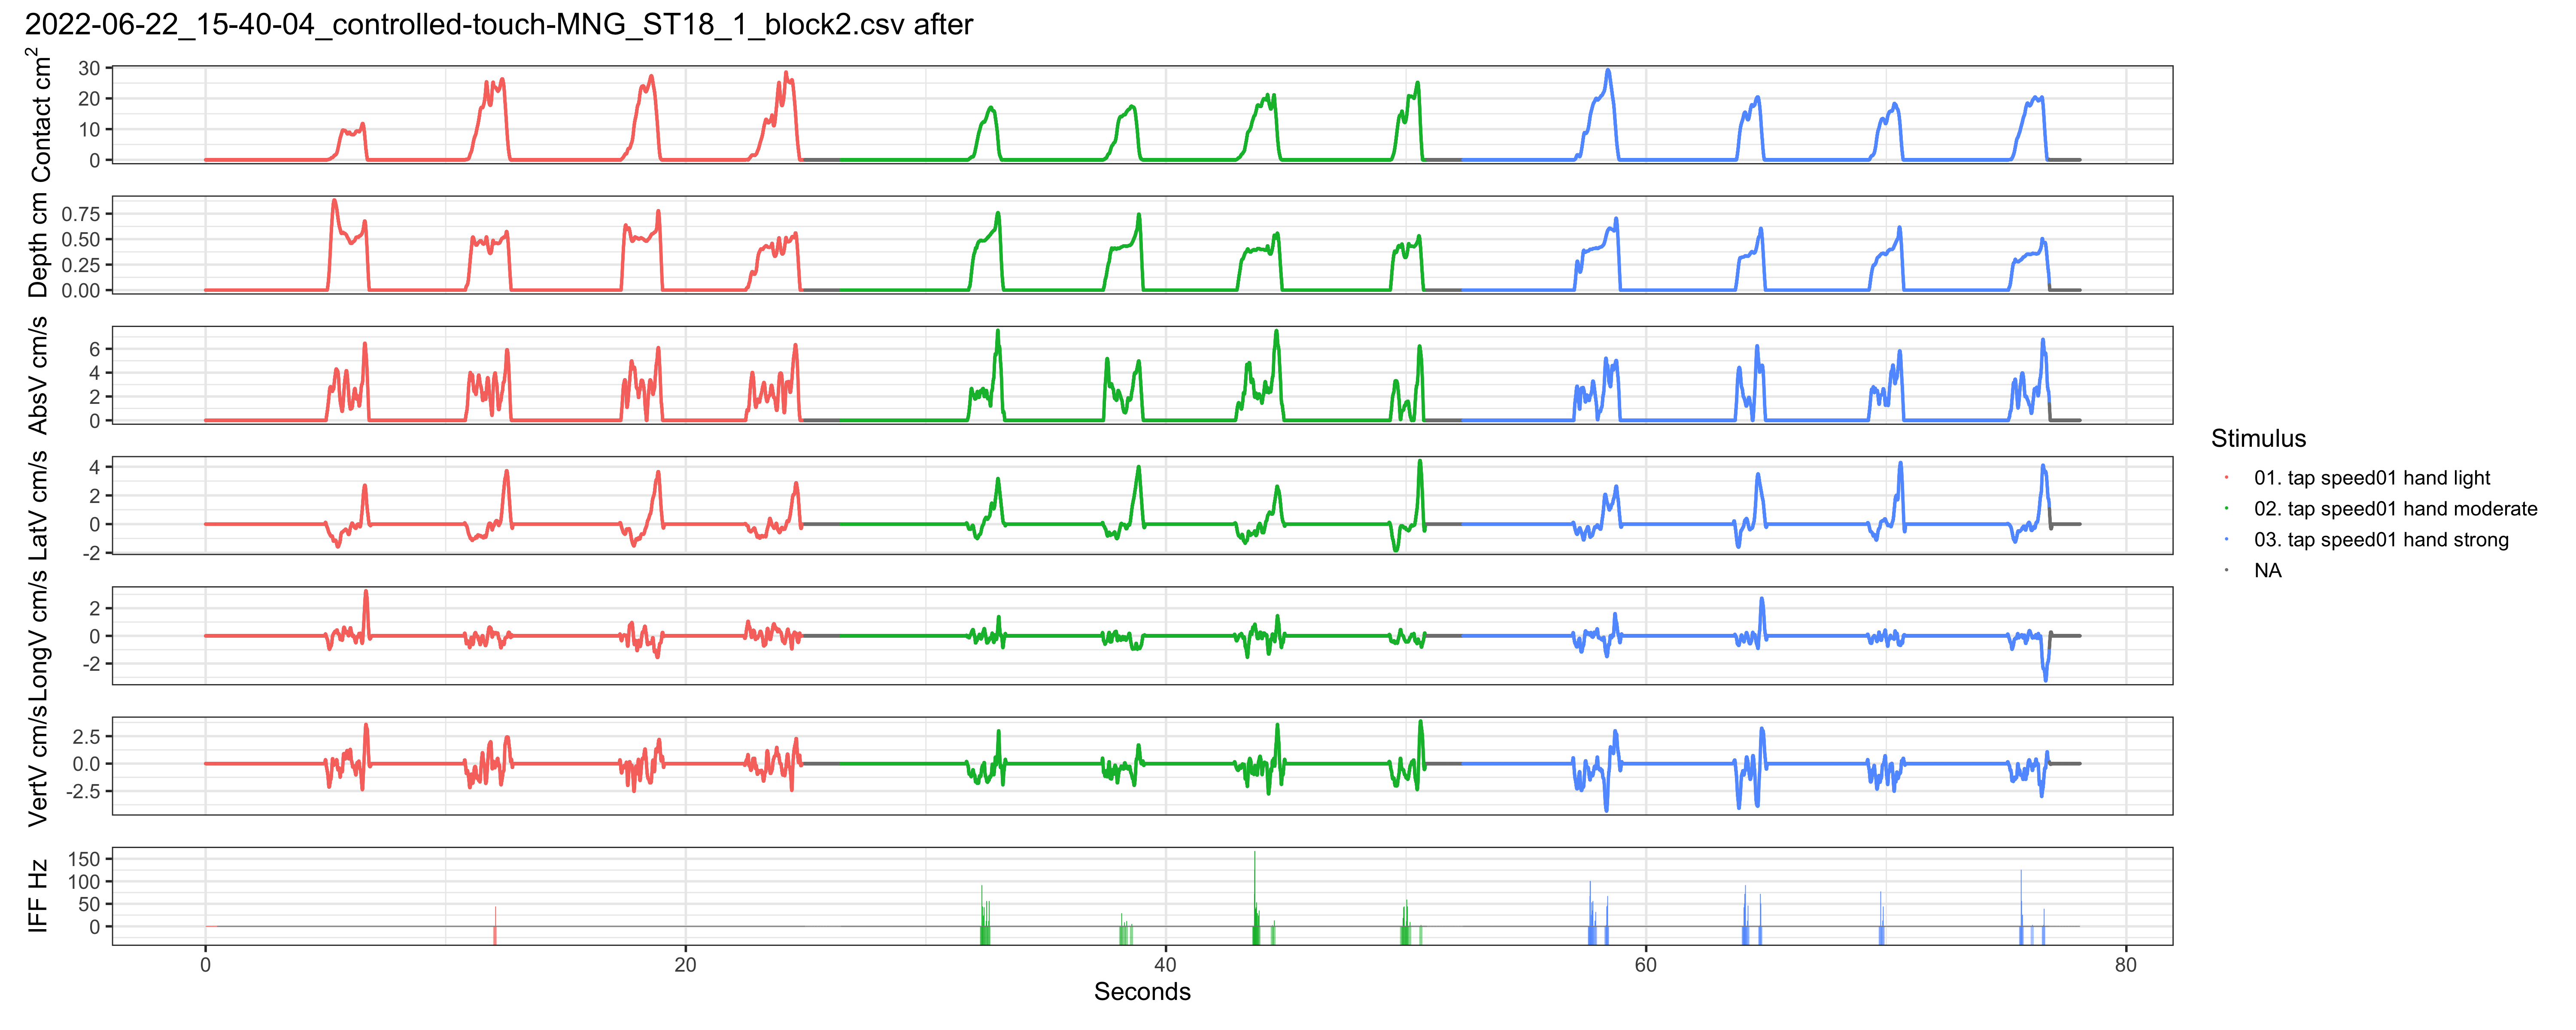 2022-06-22_15-40-04_controlled-touch-MNG_ST18_1_block2.csv after
Contact cm²
30
20
10
0
Depth cm
0.75
0.50
0.25
0.00
AbsV cm/s
6
4
2
0
LatV cm/s
4
2
0
-2
LongV cm/s
2
0
-2
VertV cm/s
2.5
0.0
-2.5
IFF Hz
150
100
50
0
0 20 40 60 80
Seconds
Stimulus
01. tap speed01 hand light
02. tap speed01 hand moderate
03. tap speed01 hand strong
NA